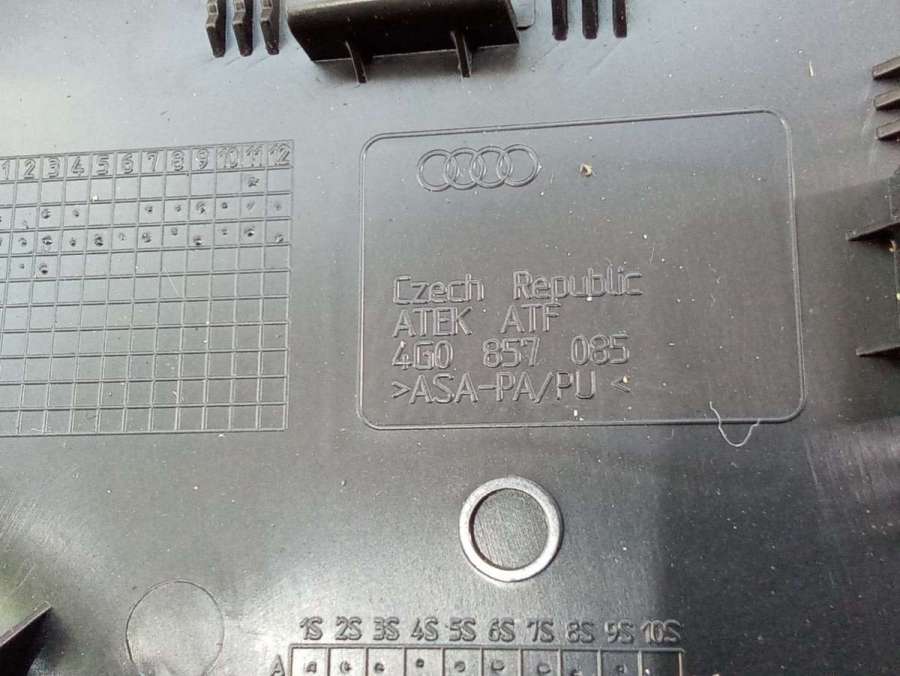 1 2 3 4 5 6 7 8 9 10 11 12
Czech Republic
ATEK ATF
4G0 857 085
>ASA-PA/PU<
1S 2S 3S 4S 5S 6S 7S 8S 9S 10S
A